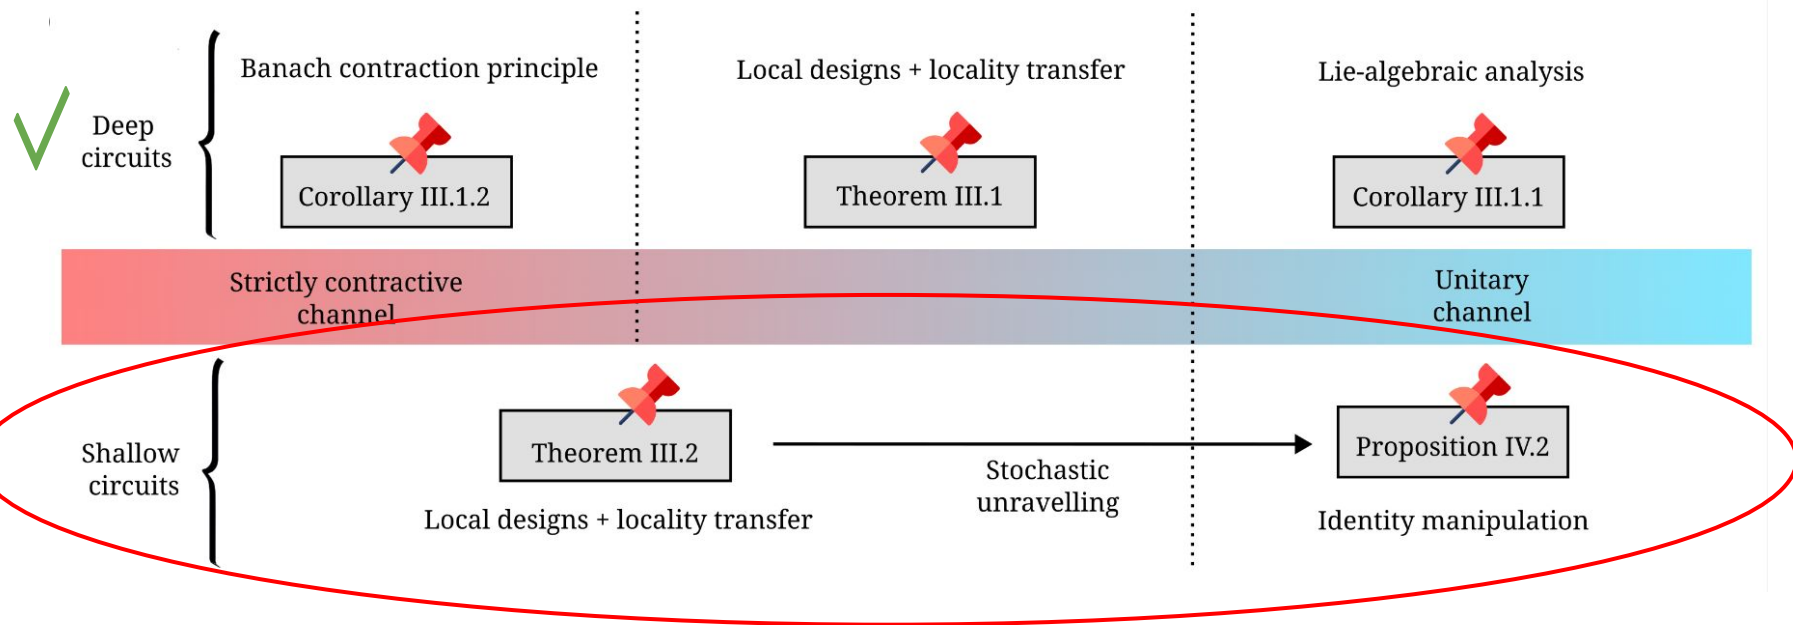 Banach contraction principle
Local designs + locality transfer
Lie-algebraic analysis
Deep
circuits
Corollary III.1.2
Theorem III.1
Corollary III.1.1
Strictly contractive
channel
Unitary
channel
Shallow
circuits
Theorem III.2
Proposition IV.2
Stochastic
unravelling
Local designs + locality transfer
Identity manipulation